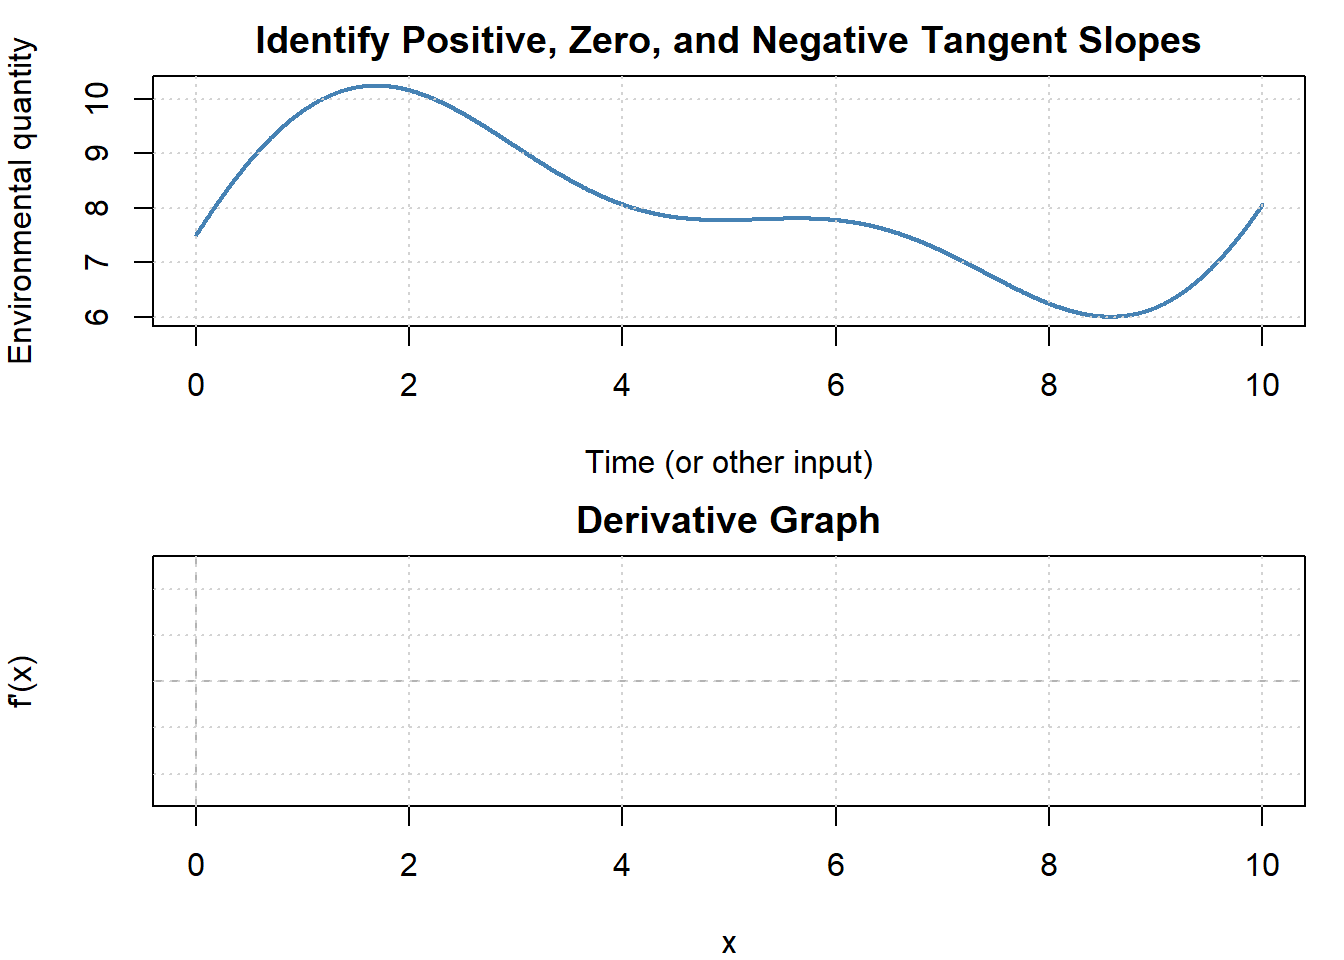 Identify Positive, Zero, and Negative Tangent Slopes
Environmental quantity
10
9
8
7
6
0 2 4 6 8 10
Time (or other input)
Derivative Graph
f'(x)
0 2 4 6 8 10
x